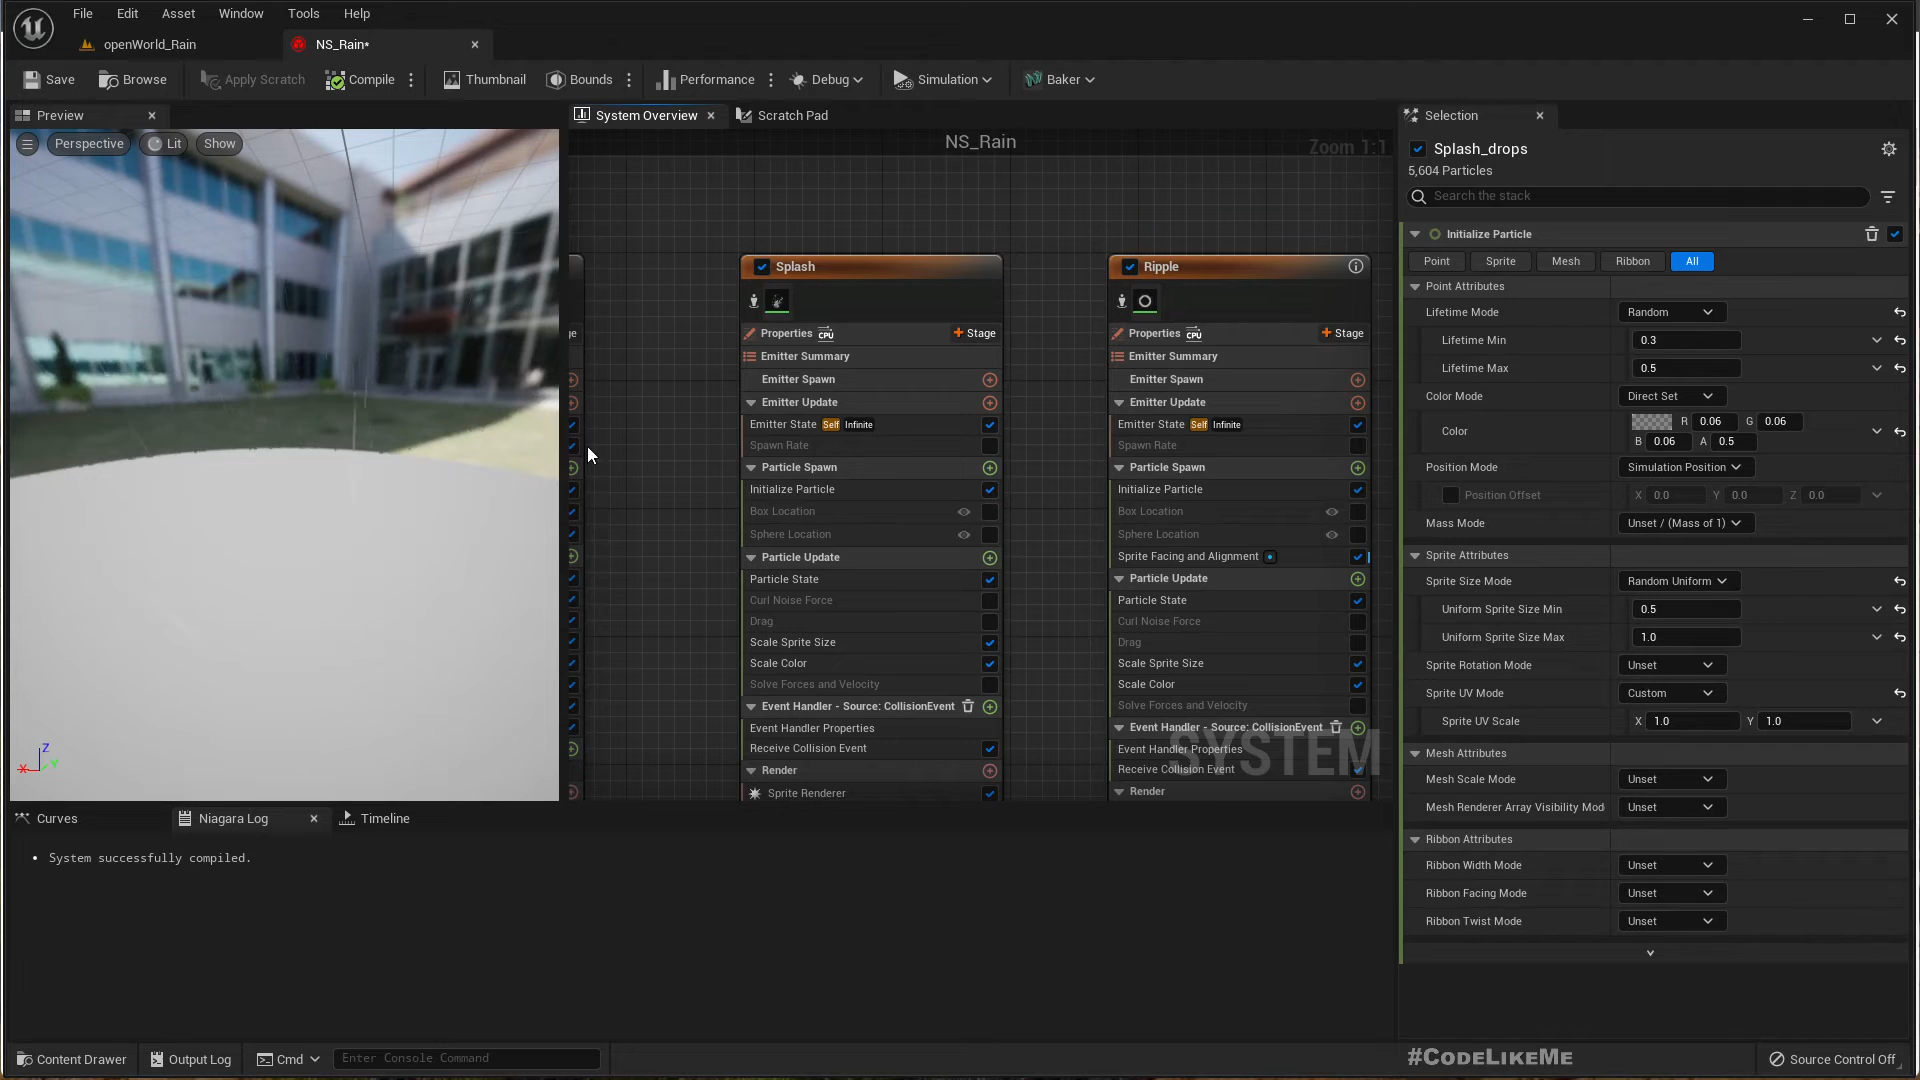 File Edit Asset Window Tools Help
openWorld_Rain NS_Rain*
Save Browse Apply Scratch Compile Thumbnail Bounds Performance Debug Simulation Baker
Preview
Perspective Lit Show
Z
X
Y
System Overview Scratch Pad
NS_Rain Zoom 1:1
Splash
Properties CPU Stage
Emitter Summary
Emitter Spawn
Emitter Update
Emitter State Self Infinite
Spawn Rate
Particle Spawn
Initialize Particle
Box Location
Sphere Location
Particle Update
Particle State
Curl Noise Force
Drag
Scale Sprite Size
Scale Color
Solve Forces and Velocity
Event Handler - Source: CollisionEvent
Event Handler Properties
Receive Collision Event
Render
Sprite Renderer
Ripple
Properties CPU Stage
Emitter Summary
Emitter Spawn
Emitter Update
Emitter State Self Infinite
Spawn Rate
Particle Spawn
Initialize Particle
Box Location
Sphere Location
Sprite Facing and Alignment
Particle Update
Particle State
Curl Noise Force
Drag
Scale Sprite Size
Scale Color
Solve Forces and Velocity
Event Handler - Source: CollisionEvent
Event Handler Properties
Receive Collision Event
Render
SYSTEM
Selection
Splash_drops
5,604 Particles
Search the stack
Initialize Particle
Point Sprite Mesh Ribbon All
Point Attributes
Lifetime Mode Random
Lifetime Min 0.3
Lifetime Max 0.5
Color Mode Direct Set
Color R 0.06 G 0.06
B 0.06 A 0.5
Position Mode Simulation Position
Position Offset X 0.0 Y 0.0 Z 0.0
Mass Mode Unset / (Mass of 1)
Sprite Attributes
Sprite Size Mode Random Uniform
Uniform Sprite Size Min 0.5
Uniform Sprite Size Max 1.0
Sprite Rotation Mode Unset
Sprite UV Mode Custom
Sprite UV Scale X 1.0 Y 1.0
Mesh Attributes
Mesh Scale Mode Unset
Mesh Renderer Array Visibility Mod Unset
Ribbon Attributes
Ribbon Width Mode Unset
Ribbon Facing Mode Unset
Ribbon Twist Mode Unset
Curves Niagara Log Timeline
• System successfully compiled.
Content Drawer Output Log Cmd Enter Console Command
#CODELIKEME Source Control Off